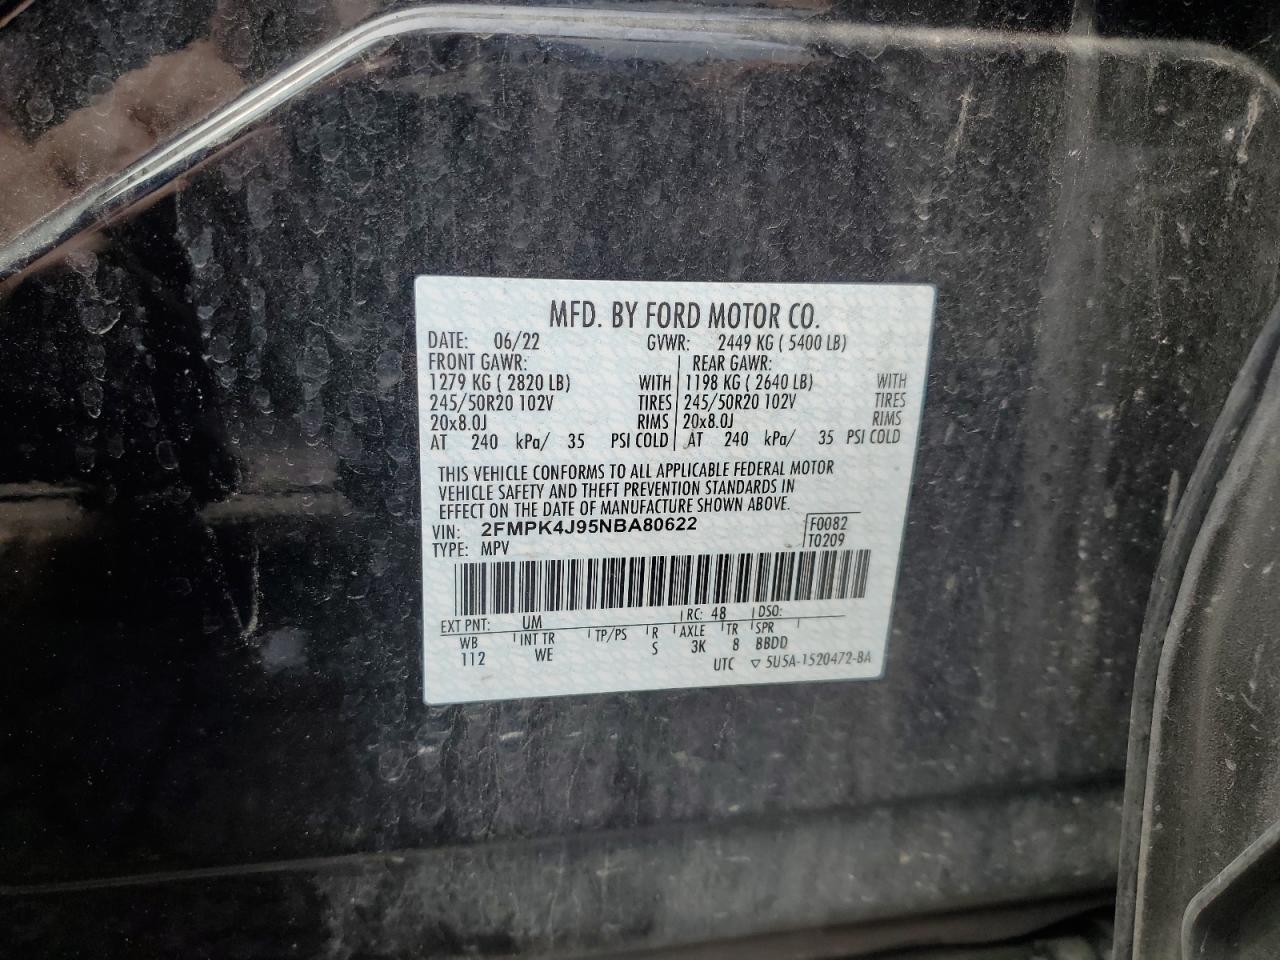 MFD. BY FORD MOTOR CO.
DATE: 06/22 GVWR: 2449 KG ( 5400 LB)
FRONT GAWR: REAR GAWR:
1279 KG ( 2820 LB) WITH 1198 KG ( 2640 LB) WITH
245/50R20 102V TIRES 245/50R20 102V TIRES
20x8.0J RIMS 20x8.0J RIMS
AT 240 kPa/ 35 PSI COLD AT 240 kPa/ 35 PSI COLD
THIS VEHICLE CONFORMS TO ALL APPLICABLE FEDERAL MOTOR
VEHICLE SAFETY AND THEFT PREVENTION STANDARDS IN
EFFECT ON THE DATE OF MANUFACTURE SHOWN ABOVE.
VIN: 2FMPK4J95NBA80622 F0082
TYPE: MPV T0209
EXT PNT: UM RC: 48 DSO:
WB INT TR TP/PS R AXLE TR SPR
112 WE S 3K 8 BBDD
UTC ▽ 5U5A-1520472-BA